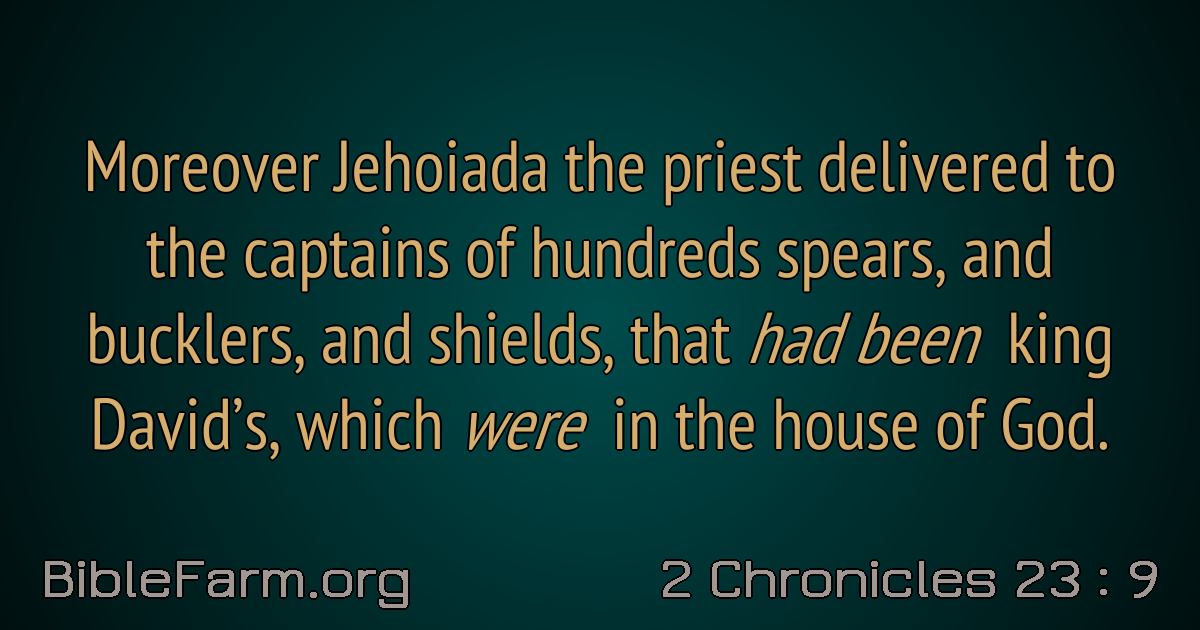 Moreover Jehoiada the priest delivered to
the captains of hundreds spears, and
bucklers, and shields, that had been king
David’s, which were in the house of God.
BibleFarm.org
2 Chronicles 23 : 9